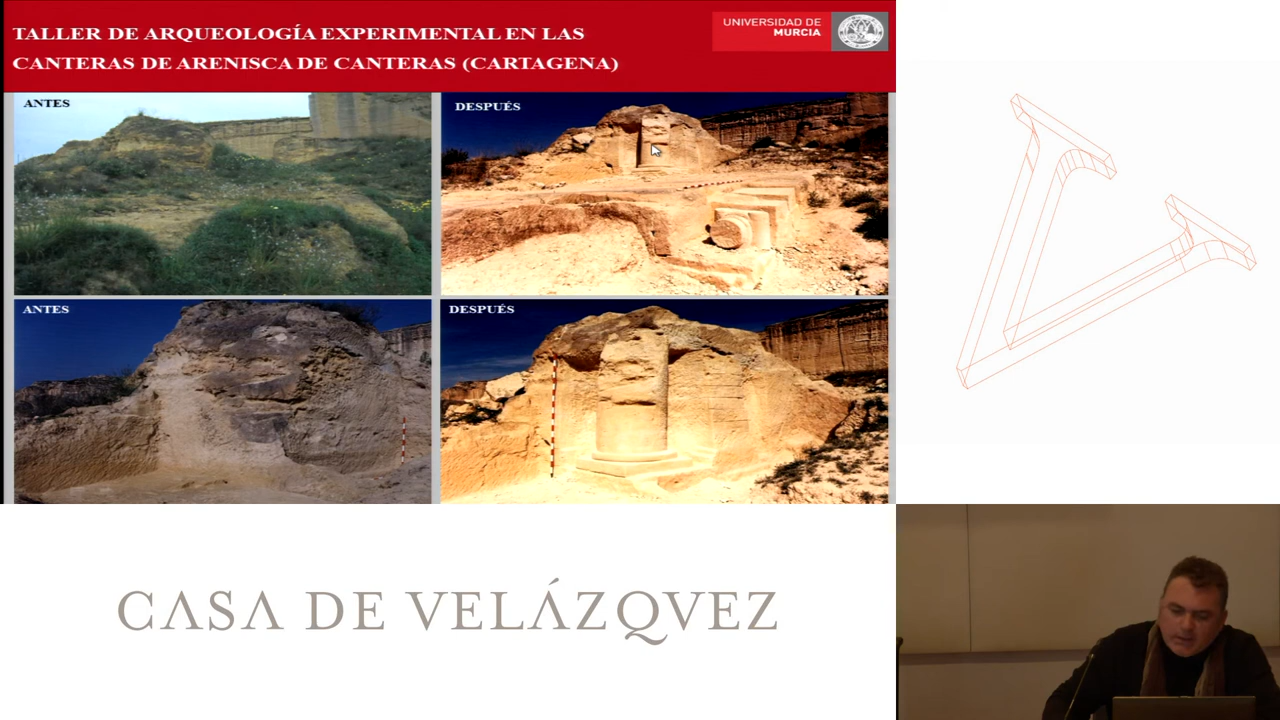 TALLER DE ARQUEOLOGÍA EXPERIMENTAL EN LAS
CANTERAS DE ARENISCA DE CANTERAS (CARTAGENA)
UNIVERSIDAD DE
MURCIA
ANTES
DESPUÉS
ANTES
DESPUÉS
CASA DE VELÁZQVEZ